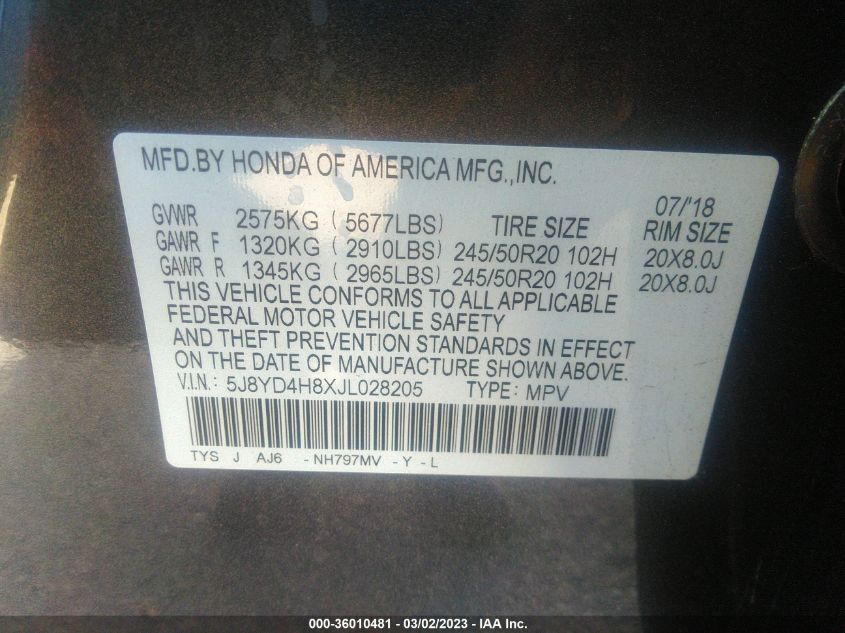 MFD.BY HONDA OF AMERICA MFG.,INC.
07/'18
GVWR 2575KG ( 5677LBS) TIRE SIZE RIM SIZE
GAWR F 1320KG ( 2910LBS) 245/50R20 102H 20X8.0J
GAWR R 1345KG ( 2965LBS) 245/50R20 102H 20X8.0J
THIS VEHICLE CONFORMS TO ALL APPLICABLE
FEDERAL MOTOR VEHICLE SAFETY
AND THEFT PREVENTION STANDARDS IN EFFECT
ON THE DATE OF MANUFACTURE SHOWN ABOVE.
V.I.N.: 5J8YD4H8XJL028205 TYPE: MPV
TYS J AJ6 -NH797MV -Y -L
000-36010481 - 03/02/2023 - IAA Inc.